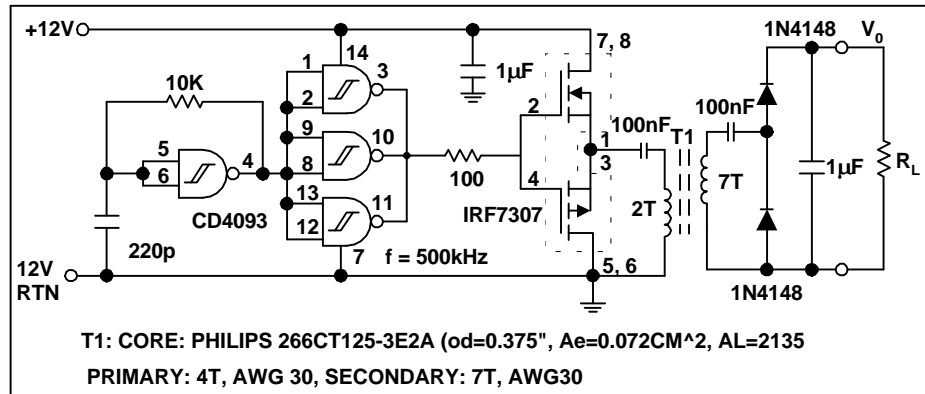 +12V
14
7, 8
1N4148
V0
1
3
10K
2
1µF
2
100nF
T1
100nF
5
4
9
10
1
6
8
100
3
7T
1µF
RL
13
11
4
2T
CD4093
12
IRF7307
220p
7
f = 500kHz
5, 6
12V
RTN
1N4148
T1: CORE: PHILIPS 266CT125-3E2A (od=0.375", Ae=0.072CM^2, AL=2135
PRIMARY: 4T, AWG 30, SECONDARY: 7T, AWG30